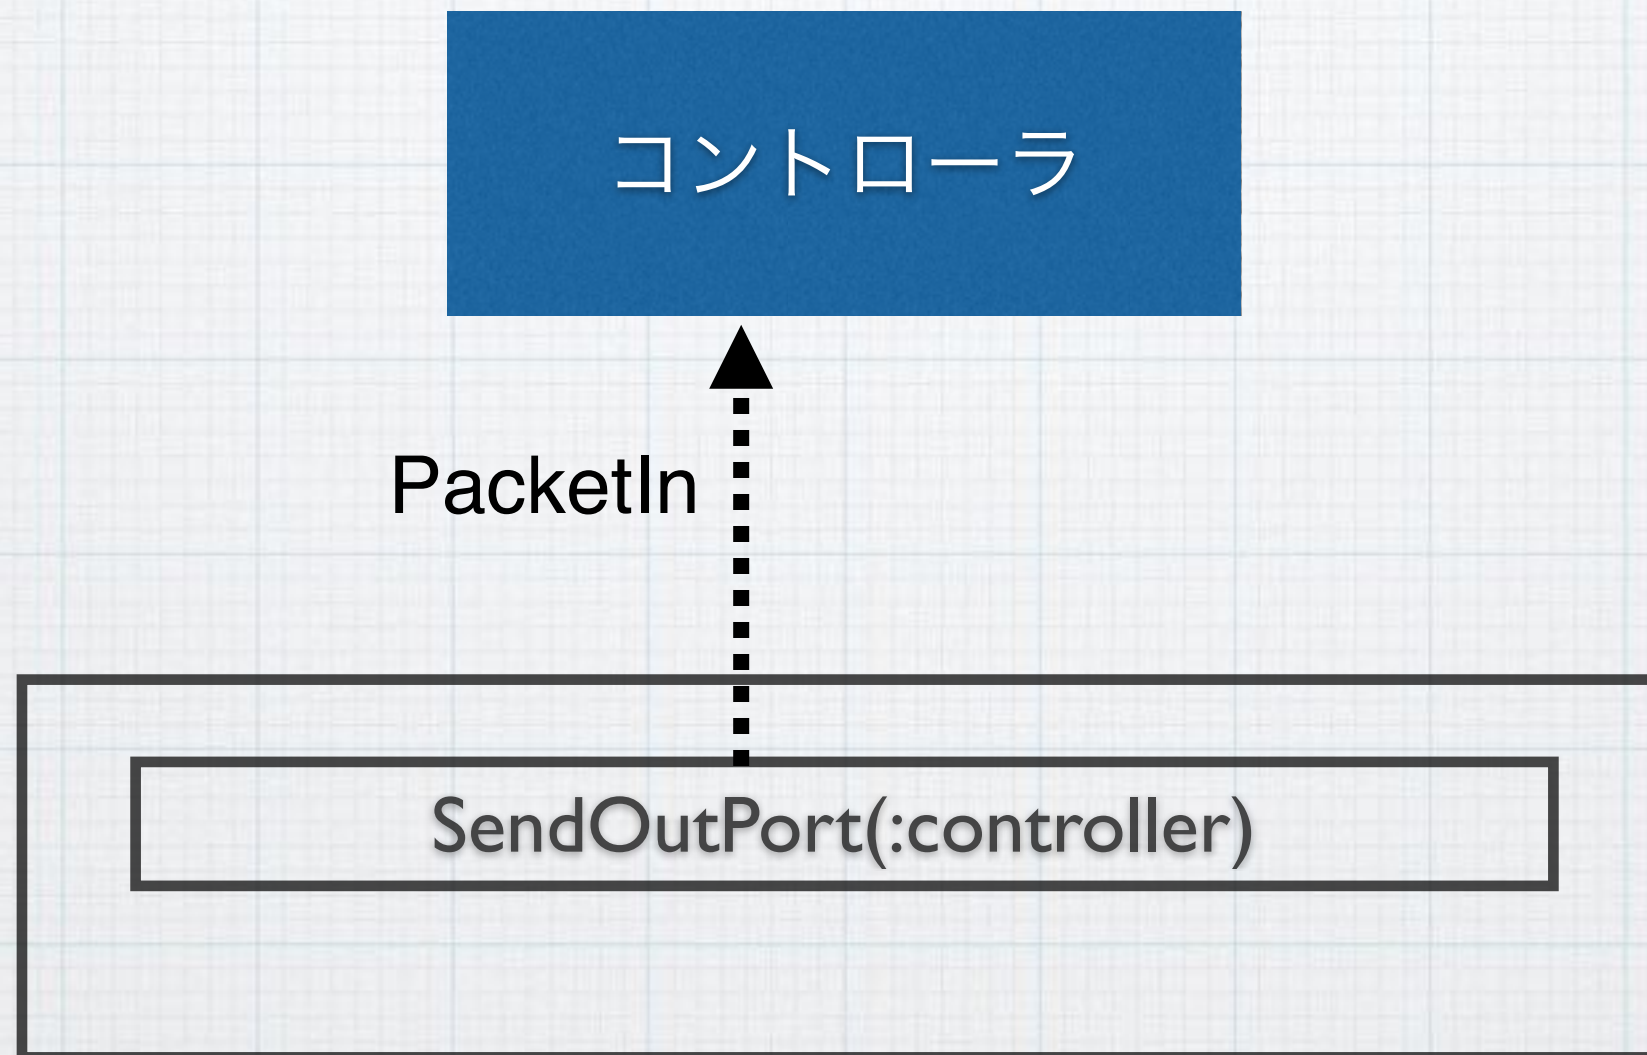 コントローラ
PacketIn
SendOutPort(:controller)